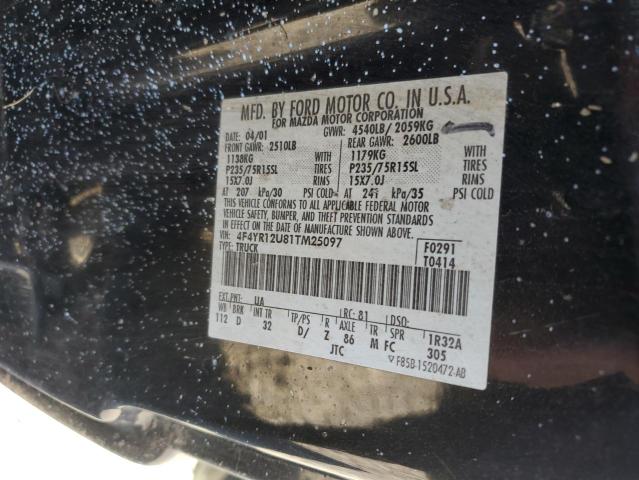 MFD. BY FORD MOTOR CO. IN U.S.A.
FOR MAZDA MOTOR CORPORATION
DATE: 04/01 GVWR: 4540LB/ 2059KG
FRONT GAWR: 2510LB REAR GAWR: 2600LB
1138KG WITH 1179KG WITH
P235/75R15SL TIRES P235/75R15SL TIRES
15X7.0J RIMS 15X7.0J RIMS
AT 207 kPa/30 PSI COLD AT 241 kPa/35 PSI COLD
THIS VEHICLE CONFORMS TO ALL APPLICABLE FEDERAL MOTOR
VEHICLE SAFETY, BUMPER, AND THEFT PREVENTION STANDARDS
IN EFFECT ON THE DATE OF MANUFACTURE SHOWN ABOVE.
VIN: 4F4YR12U81TM25097 F0291
TYPE: TRUCK T0414
EXT PNT: UA RC: 81 DSO:
WB BRK INT TR TP/PS R AXLE TR SPR 1R32A
112 D 32 D/ Z 86 M FC 305
JTC F85B-1520472-AB